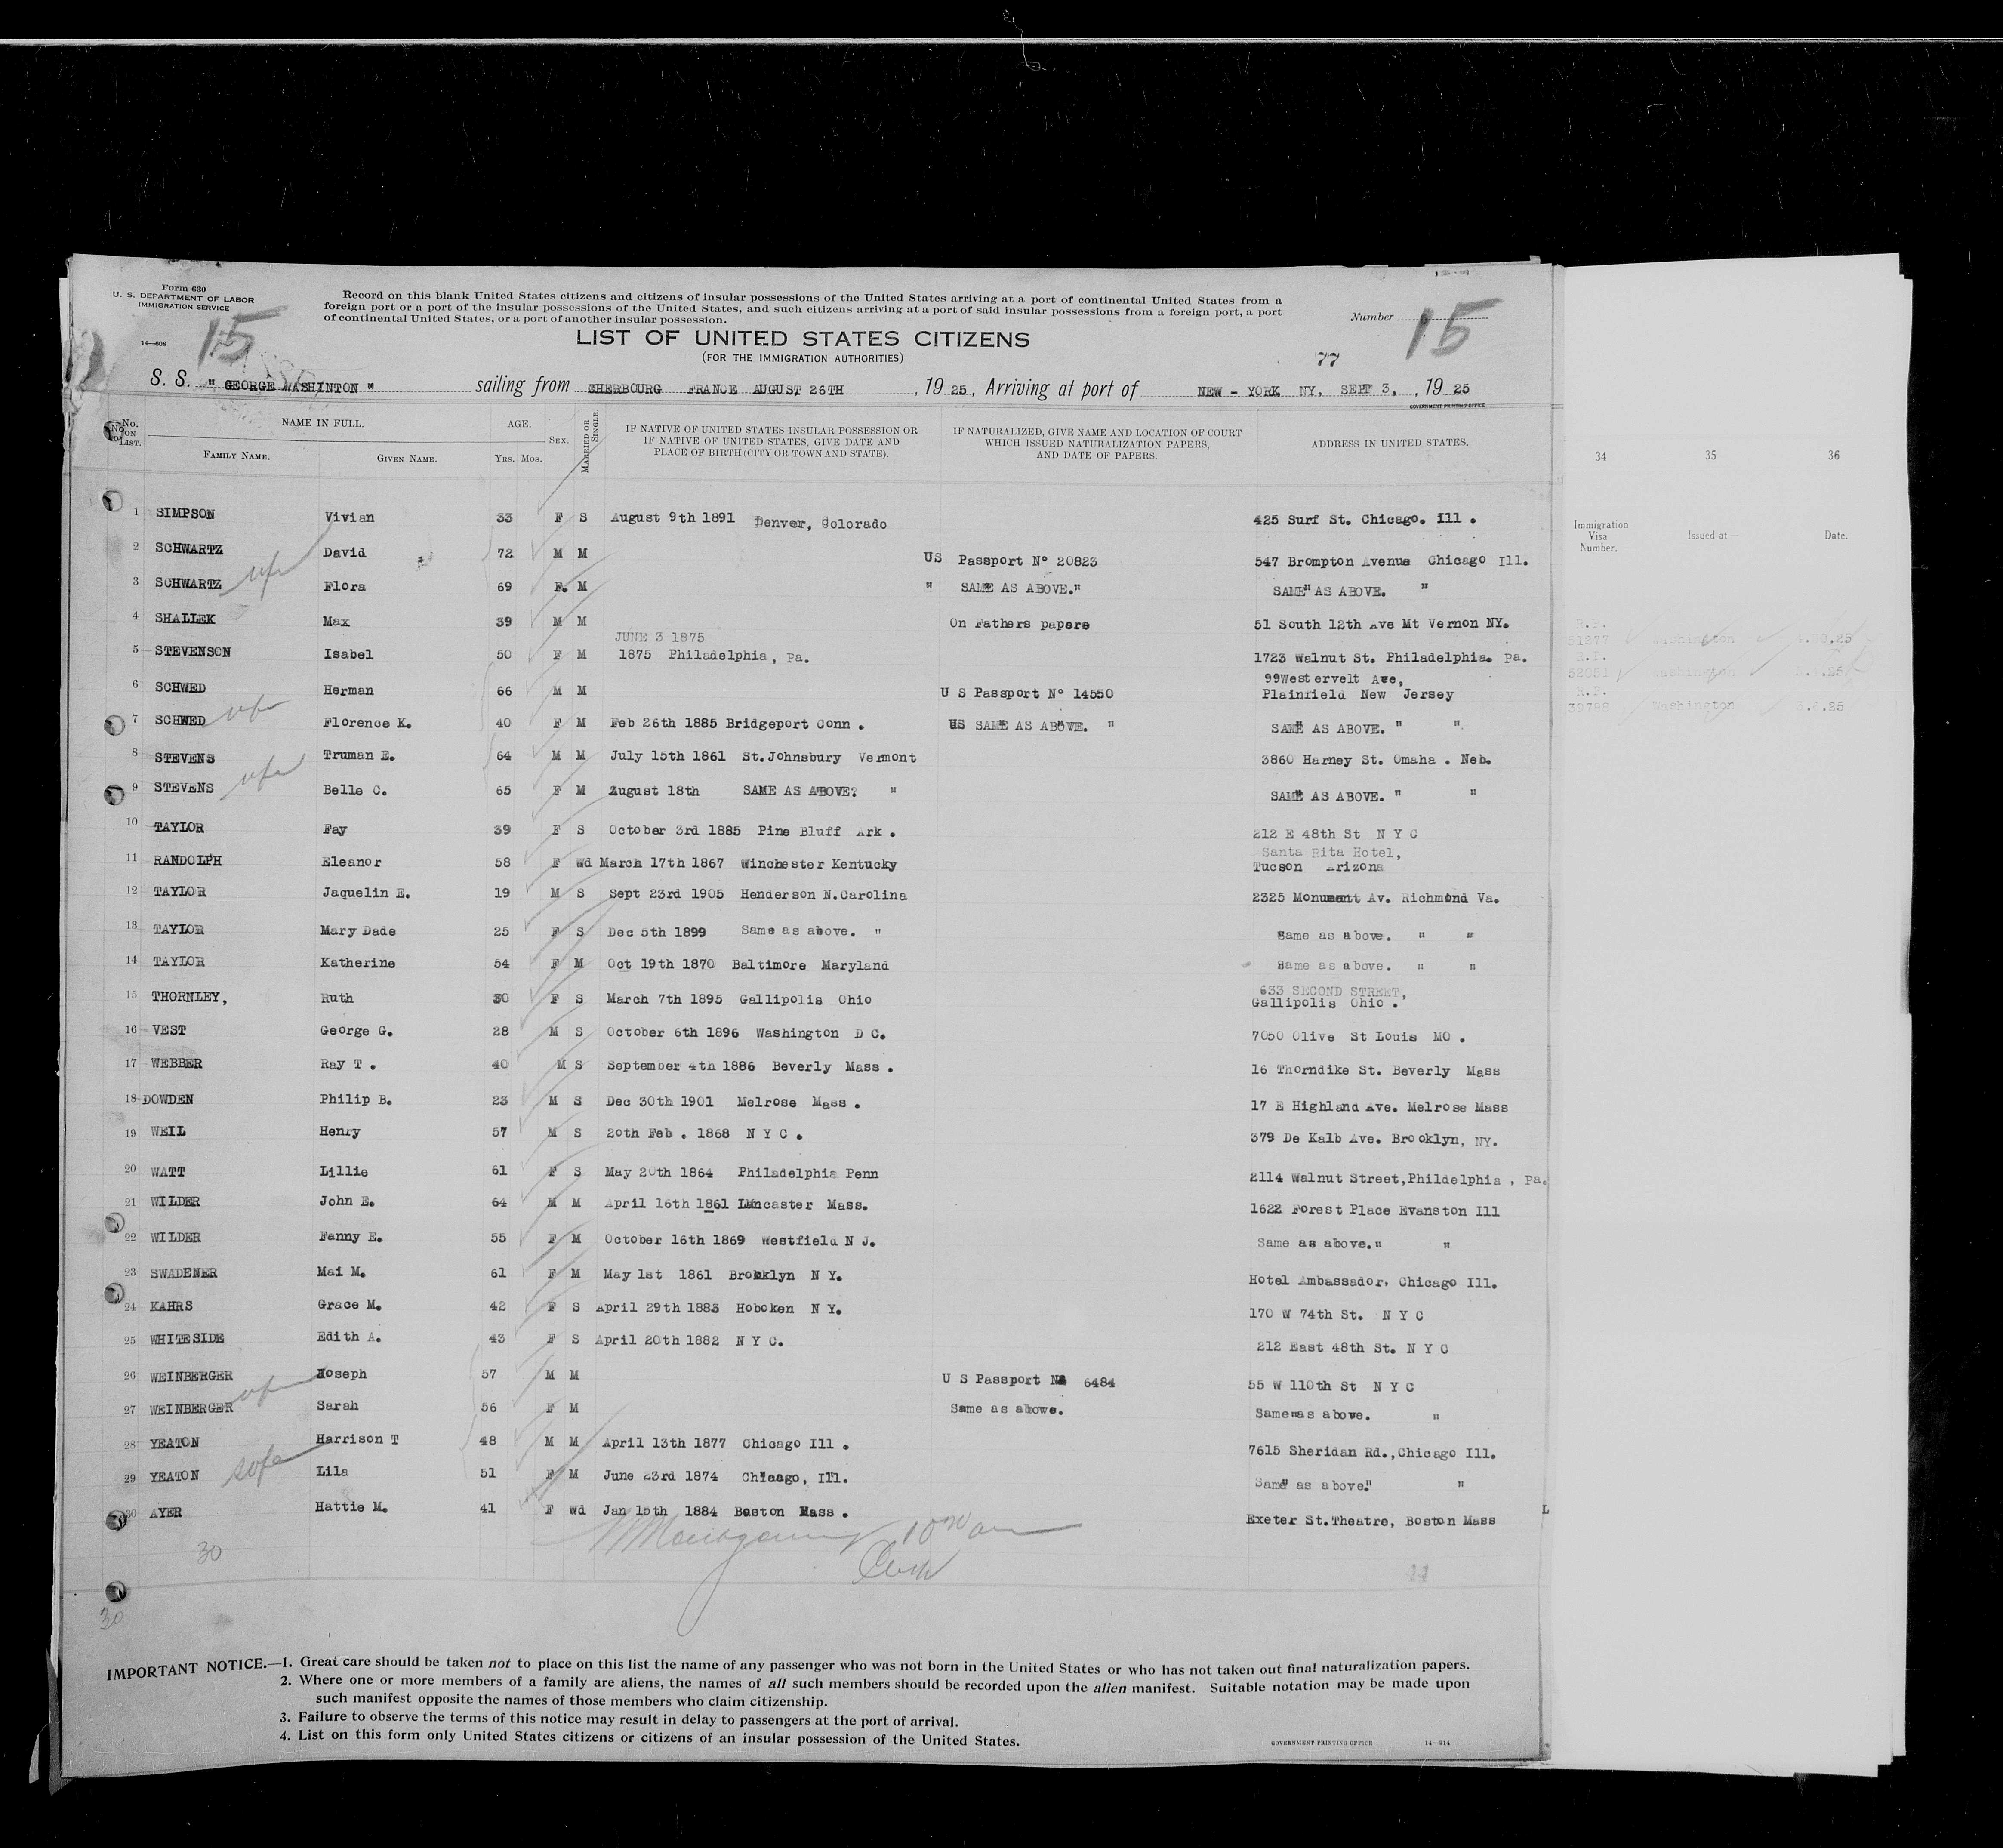 Form 630
U. S. DEPARTMENT OF LABOR
IMMIGRATION SERVICE
14—608
15
Record on this blank United States citizens and citizens of insular possessions of the United States arriving at a port of continental United States from a
foreign port or a port of the insular possessions of the United States, and such citizens arriving at a port of said insular possessions from a foreign port, a port
of continental United States, or a port of another insular possession.
Number 15
LIST OF UNITED STATES CITIZENS
(FOR THE IMMIGRATION AUTHORITIES)
77
S. S. " GEORGE WASHINTON " sailing from CHERBOURG FRANCE AUGUST 26TH , 19 25 , Arriving at port of NEW - YORK NY, SEPT 3, , 19 25
GOVERNMENT PRINTING OFFICE
No. ON LIST. NAME IN FULL. AGE. SEX. MARRIED OR SINGLE. IF NATIVE OF UNITED STATES INSULAR POSSESSION OR IF NATIVE OF UNITED STATES, GIVE DATE AND PLACE OF BIRTH (CITY OR TOWN AND STATE). IF NATURALIZED, GIVE NAME AND LOCATION OF COURT WHICH ISSUED NATURALIZATION PAPERS, AND DATE OF PAPERS. ADDRESS IN UNITED STATES.
FAMILY NAME. GIVEN NAME. YRS. MOS.
34 35 36
Immigration Visa Number. Issued at Date.
1 SIMPSON Vivian 33 F S August 9th 1891 Denver, Colorado 425 Surf St. Chicago. Ill .
2 SCHWARTZ David 72 M M US Passport N° 20823 547 Brompton Avenue Chicago Ill.
3 SCHWARTZ Flora 69 F. M " SAME AS ABOVE." SAME" AS ABOVE. "
4 SHALLEK Max 39 M M On Fathers papers 51 South 12th Ave Mt Vernon NY.
JUNE 3 1875
5 STEVENSON Isabel 50 F M 1875 Philadelphia, Pa. 1723 Walnut St. Philadelphia. Pa.
99Westervelt Ave,
6 SCHWED Herman 66 M M U S Passport N° 14550 Plainfield New Jersey
7 SCHWED Florence K. 40 F M Feb 26th 1885 Bridgeport Conn . US SAME AS ABOVE. " SAME AS ABOVE. " "
8 STEVENS Truman E. 64 M M July 15th 1861 St.Johnsbury Vermont 3860 Harney St. Omaha . Neb.
9 STEVENS Belle C. 65 F M August 18th SAME AS ABOVE? " SAME AS ABOVE. " "
10 TAYLOR Fay 39 F S October 3rd 1885 Pine Bluff Ark . 212 E 48th St N Y C
Santa Rita Hotel,
11 RANDOLPH Eleanor 58 F Wd March 17th 1867 Winchester Kentucky Tucson Arizona
12 TAYLOR Jaquelin E. 19 M S Sept 23rd 1905 Henderson N.Carolina 2325 Monument Av. Richmond Va.
13 TAYLOR Mary Dade 25 F S Dec 5th 1899 Same as above. " Same as above. " "
14 TAYLOR Katherine 54 F M Oct 19th 1870 Baltimore Maryland Same as above. " "
633 SECOND STREET,
15 THORNLEY, Ruth 30 F S March 7th 1895 Gallipolis Ohio Gallipolis Ohio .
16 VEST George G. 28 M S October 6th 1896 Washington D C. 7050 Olive St Louis MO .
17 WEBBER Ray T . 40 M S September 4th 1886 Beverly Mass . 16 Thorndike St. Beverly Mass
18 DOWDEN Philip B. 23 M S Dec 30th 1901 Melrose Mass . 17 E Highland Ave. Melrose Mass
19 WEIL Henry 57 M S 20th Feb . 1868 N Y C . 379 De Kalb Ave. Brooklyn, NY.
20 WATT Lillie 61 F S May 20th 1864 Philadelphia Penn 2114 Walnut Street,Phildelphia , Pa.
21 WILDER John E. 64 M M April 16th 1861 Lancaster Mass. 1622 Forest Place Evanston Ill
22 WILDER Fanny E. 55 F M October 16th 1869 Westfield N J. Same as above." "
23 SWADENER Mai M. 61 F M May 1st 1861 Brooklyn N Y. Hotel Ambassador, Chicago Ill.
24 KAHRS Grace M. 42 F S April 29th 1883 Hoboken N Y. 170 W 74th St. N Y C
25 WHITESIDE Edith A. 43 F S April 20th 1882 N Y C. 212 East 48th St. N Y C
26 WEINBERGER Joseph 57 M M U S Passport N° 6484 55 W 110th St N Y C
27 WEINBERGER Sarah 56 F M Same as above. Same as above. "
28 YEATON Harrison T 48 M M April 13th 1877 Chicago Ill . 7615 Sheridan Rd.,Chicago Ill.
29 YEATON Lila 51 F M June 23rd 1874 Chicago, Ill. Same as above." "
30 AYER Hattie M. 41 F Wd Jan 15th 1884 Boston Mass . Exeter St.Theatre, Boston Mass
30
30
IMPORTANT NOTICE.—1. Great care should be taken not to place on this list the name of any passenger who was not born in the United States or who has not taken out final naturalization papers.
2. Where one or more members of a family are aliens, the names of all such members should be recorded upon the alien manifest. Suitable notation may be made upon
such manifest opposite the names of those members who claim citizenship.
3. Failure to observe the terms of this notice may result in delay to passengers at the port of arrival.
4. List on this form only United States citizens or citizens of an insular possession of the United States.
GOVERNMENT PRINTING OFFICE 14—314